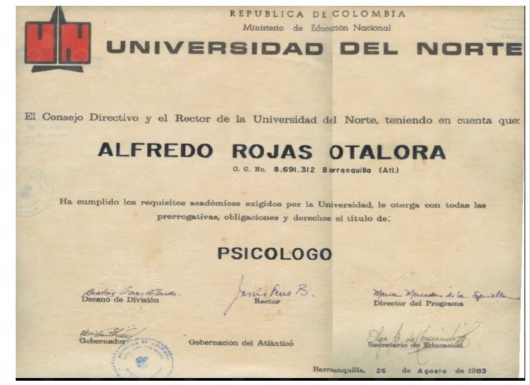 REPUBLICA DE COLOMBIA
Ministerio de Educación Nacional
UN
UNIVERSIDAD DEL NORTE
El Consejo Directivo y el Rector de la Universidad del Norte, teniendo en cuenta que:
ALFREDO ROJAS OTALORA
C. C. No. 8.691.312 Barranquilla (Atl.)
Ha cumplido los requisitos académicos exigidos por la Universidad, le otorga con todas las
prerrogativas, obligaciones y derechos el título de:
PSICOLOGO
Decano de División
Rector
Director del Programa
Gobernador
Gobernación del Atlántico
Secretario de Educación
Barranquilla, 26 de Agosto de 1983